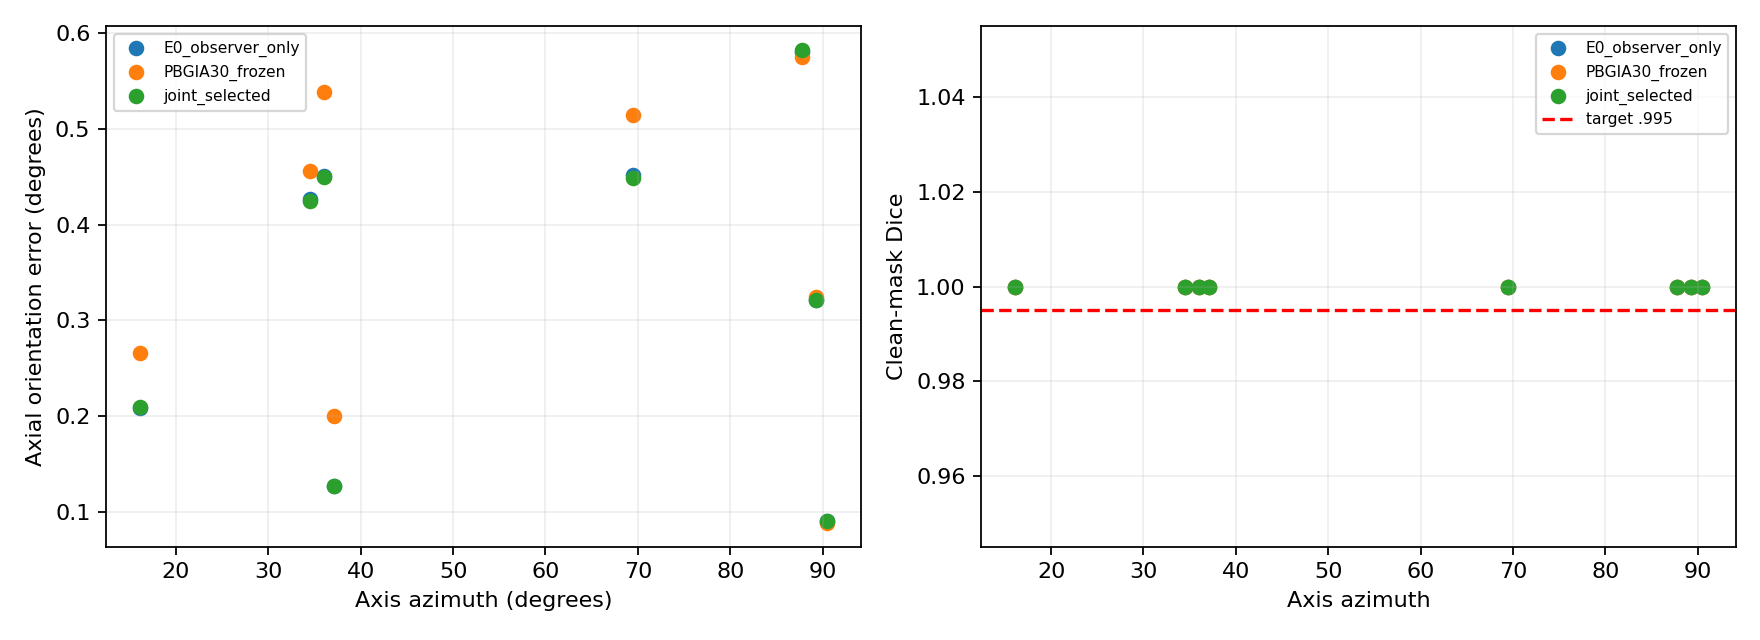 0.6
0.5
0.4
0.3
0.2
0.1
Axial orientation error (degrees)
E0_observer_only
PBGIA30_frozen
joint_selected
20 30 40 50 60 70 80 90
Axis azimuth (degrees)
1.04
1.02
1.00
0.98
0.96
Clean-mask Dice
E0_observer_only
PBGIA30_frozen
joint_selected
target .995
20 30 40 50 60 70 80 90
Axis azimuth